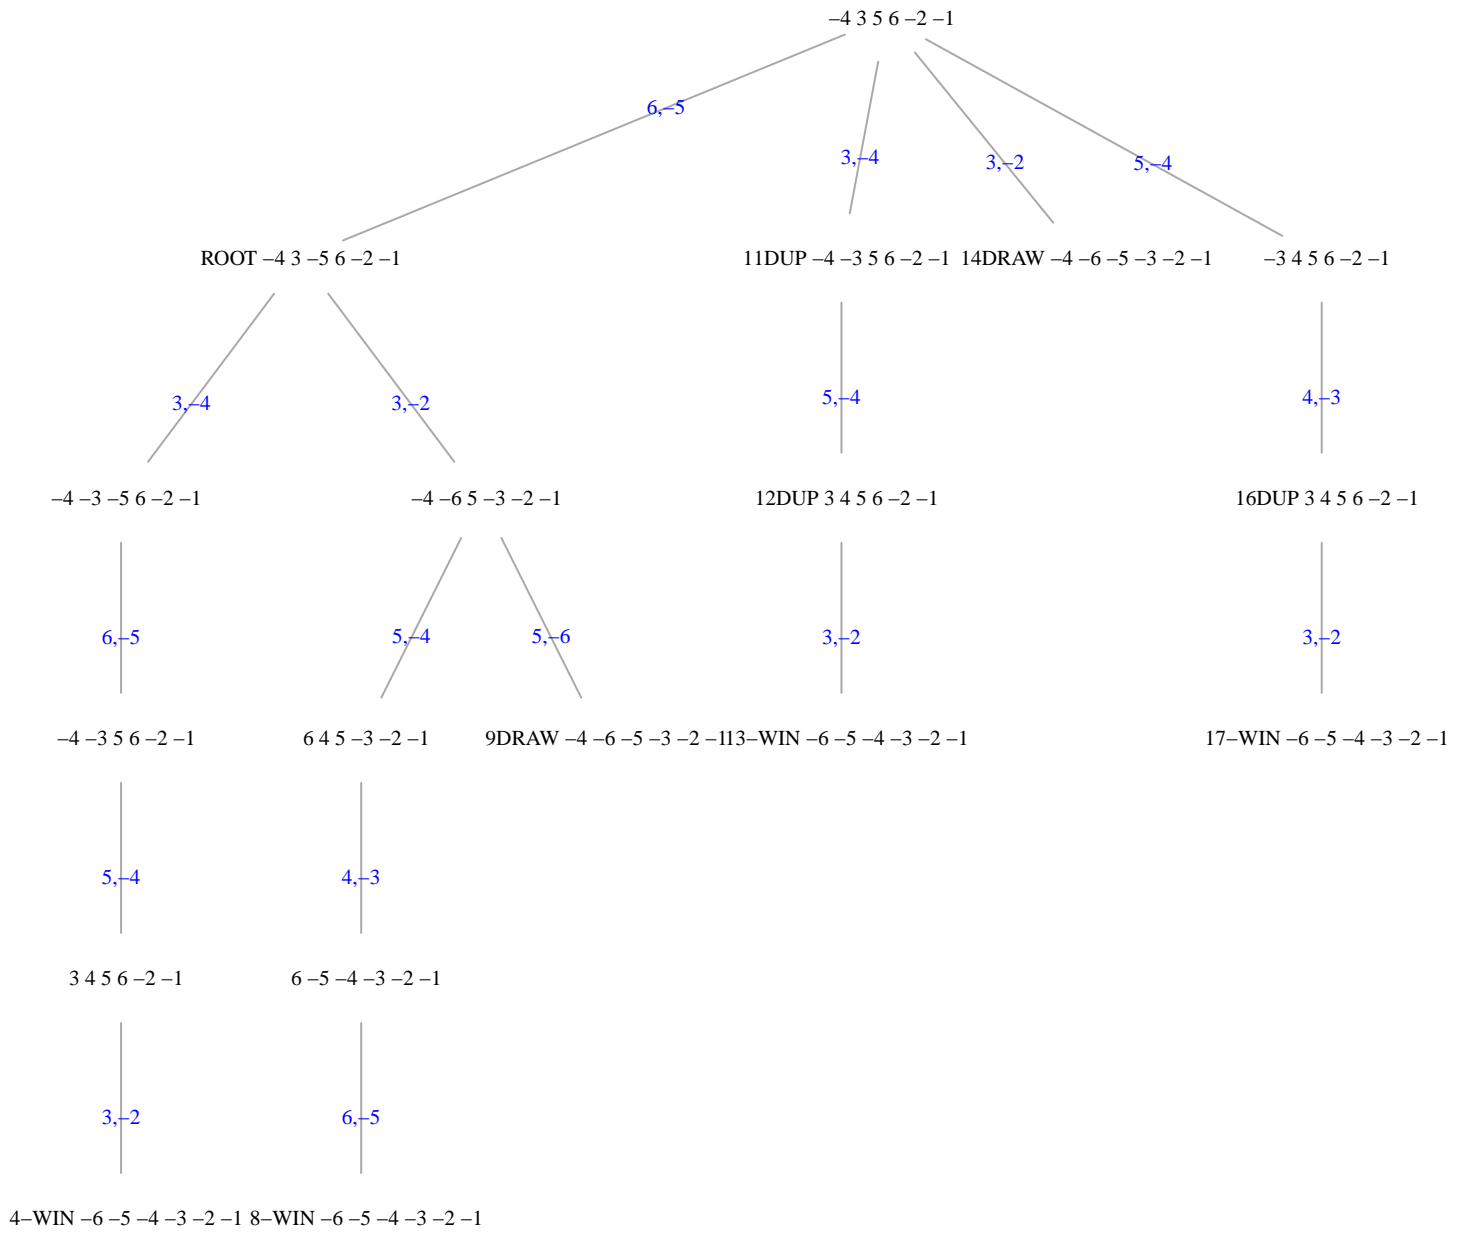 –4 3 5 6 –2 –1
6,–5
3,–4
3,–2
5,–4
ROOT –4 3 –5 6 –2 –1
11DUP –4 –3 5 6 –2 –1
14DRAW –4 –6 –5 –3 –2 –1
–3 4 5 6 –2 –1
3,–4
3,–2
5,–4
4,–3
–4 –3 –5 6 –2 –1
–4 –6 5 –3 –2 –1
12DUP 3 4 5 6 –2 –1
16DUP 3 4 5 6 –2 –1
6,–5
5,–4
5,–6
3,–2
3,–2
–4 –3 5 6 –2 –1
6 4 5 –3 –2 –1
9DRAW –4 –6 –5 –3 –2 –1
13–WIN –6 –5 –4 –3 –2 –1
17–WIN –6 –5 –4 –3 –2 –1
5,–4
4,–3
3 4 5 6 –2 –1
6 –5 –4 –3 –2 –1
3,–2
6,–5
4–WIN –6 –5 –4 –3 –2 –1
8–WIN –6 –5 –4 –3 –2 –1